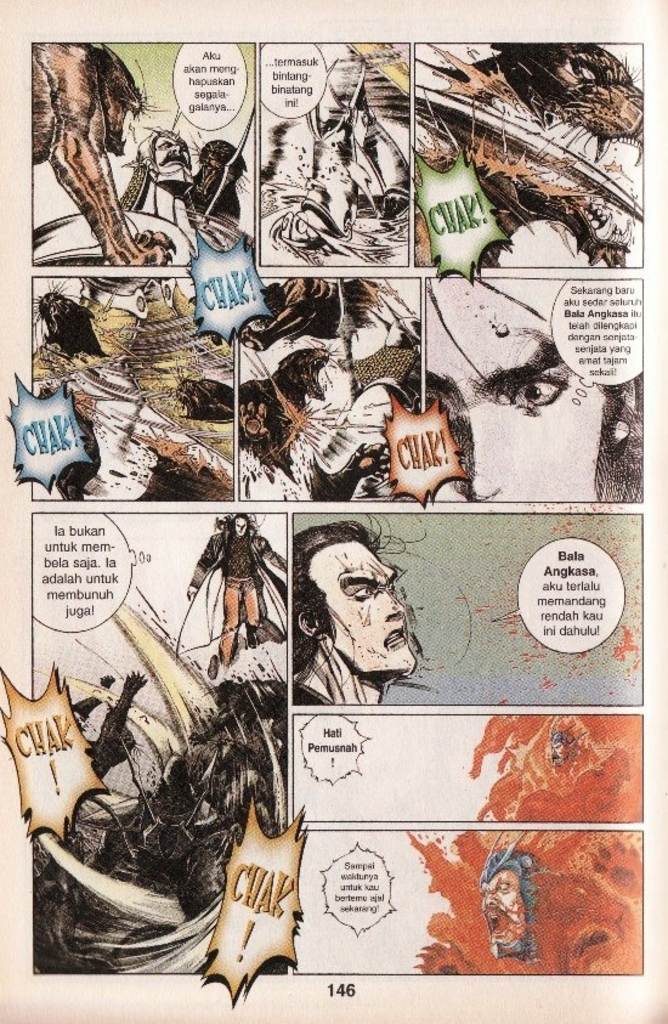 Aku
akan meng-
hapuskan
segala-
galanya...
...termasuk
bintang-
binatang
ini!
CHAK!
CHAK!
Sekarang baru
aku sedar seluruh
Bala Angkasa itu
telah dilengkapi
dengan senjata-
senjata yang
amat tajam
sekali!
CHAK!
CHAK!
Ia bukan
untuk mem-
bela saja. Ia
adalah untuk
membunuh
juga!
Bala
Angkasa,
aku terlalu
memandang
rendah kau
ini dahulu!
CHAK
!
Hati
Pemusnah
!
CHAK
!
Sampai
waktunya
untuk kau
bertemu ajal
sekarang!
146